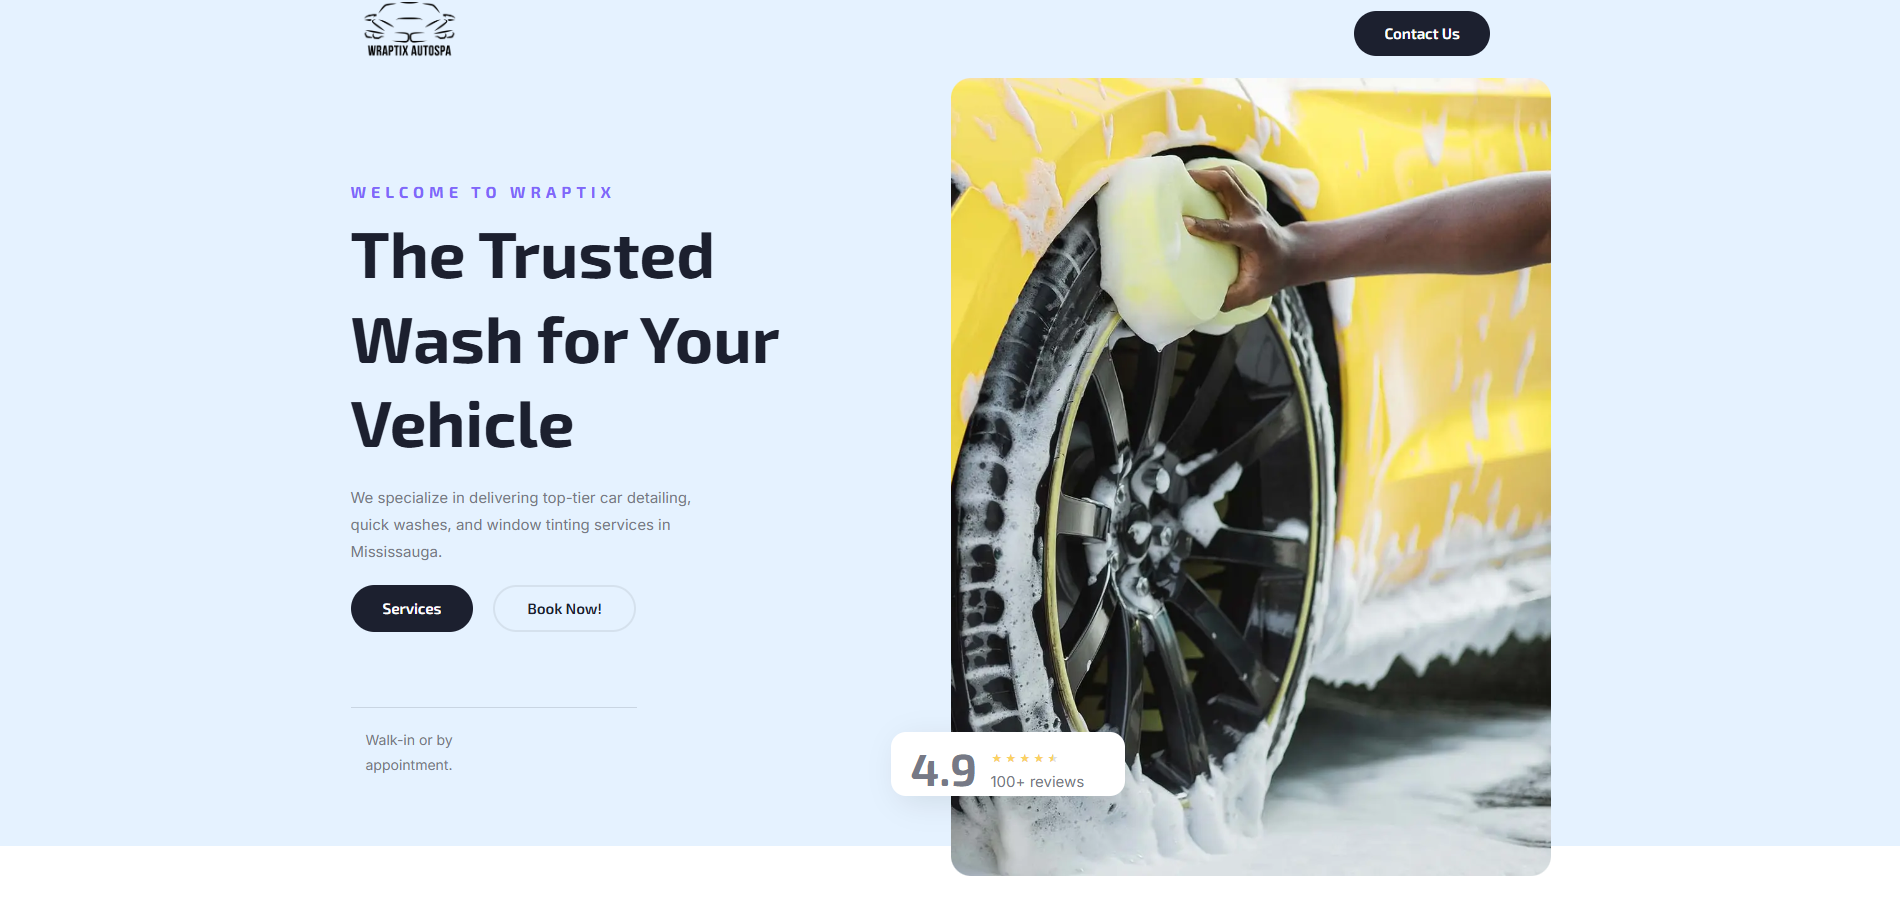 WRAPTIX AUTOSPA
Contact Us
WELCOME TO WRAPTIX
The Trusted
Wash for Your
Vehicle
We specialize in delivering top-tier car detailing,
quick washes, and window tinting services in
Mississauga.
Services
Book Now!
Walk-in or by
appointment.
4.9
100+ reviews